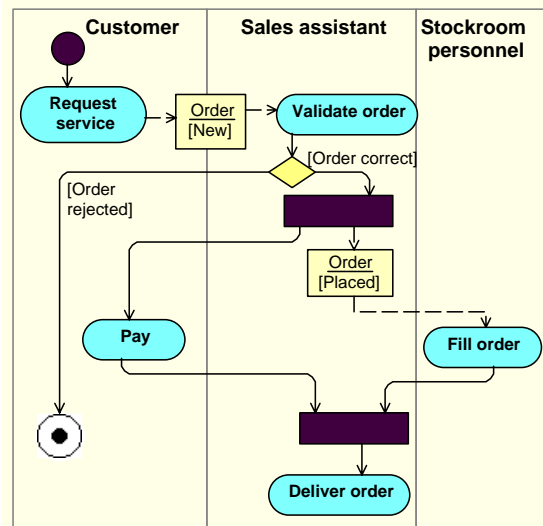 Customer
Sales assistant
Stockroom
personnel
Request
service
Order
[New]
Validate order
[Order correct]
[Order
rejected]
Order
[Placed]
Pay
Fill order
Deliver order